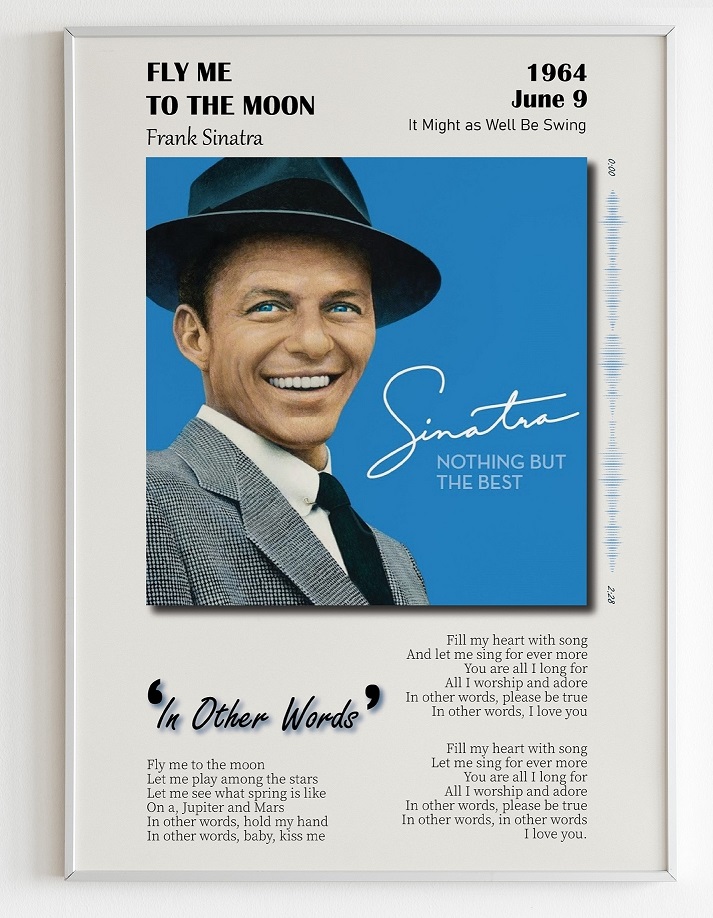 FLY ME
TO THE MOON
Frank Sinatra
1964
June 9
It Might as Well Be Swing
0:00
Sinatra
NOTHING BUT
THE BEST
2:28
'In Other Words'
Fly me to the moon
Let me play among the stars
Let me see what spring is like
On a, Jupiter and Mars
In other words, hold my hand
In other words, baby, kiss me
Fill my heart with song
And let me sing for ever more
You are all I long for
All I worship and adore
In other words, please be true
In other words, I love you
Fill my heart with song
Let me sing for ever more
You are all I long for
All I worship and adore
In other words, please be true
In other words, in other words
I love you.